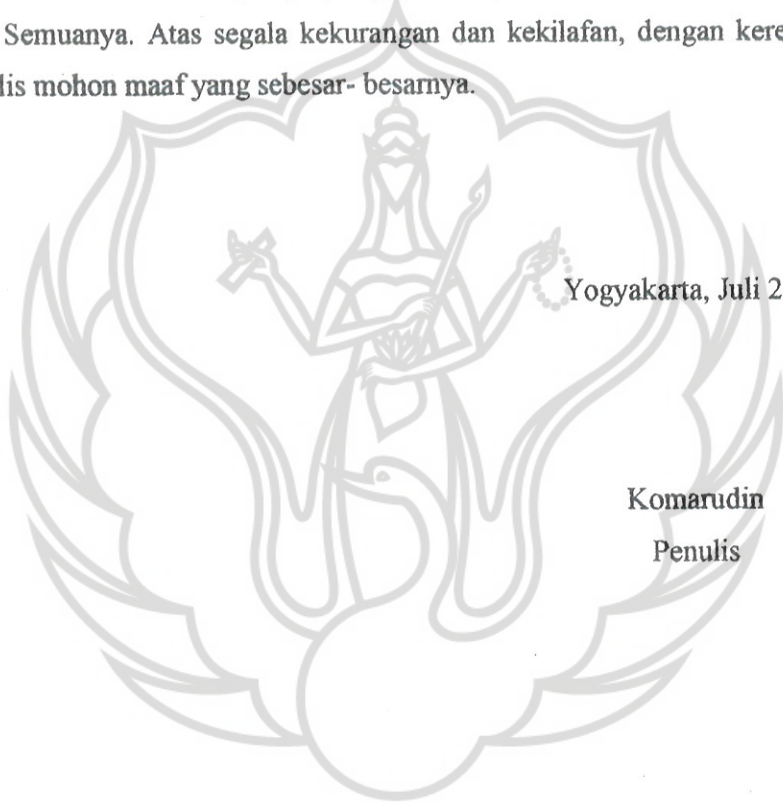 Semuanya. Atas segala kekurangan dan kekilafan, dengan kere
lis mohon maaf yang sebesar- besarnya.
Yogyakarta, Juli 2
Komarudin
Penulis